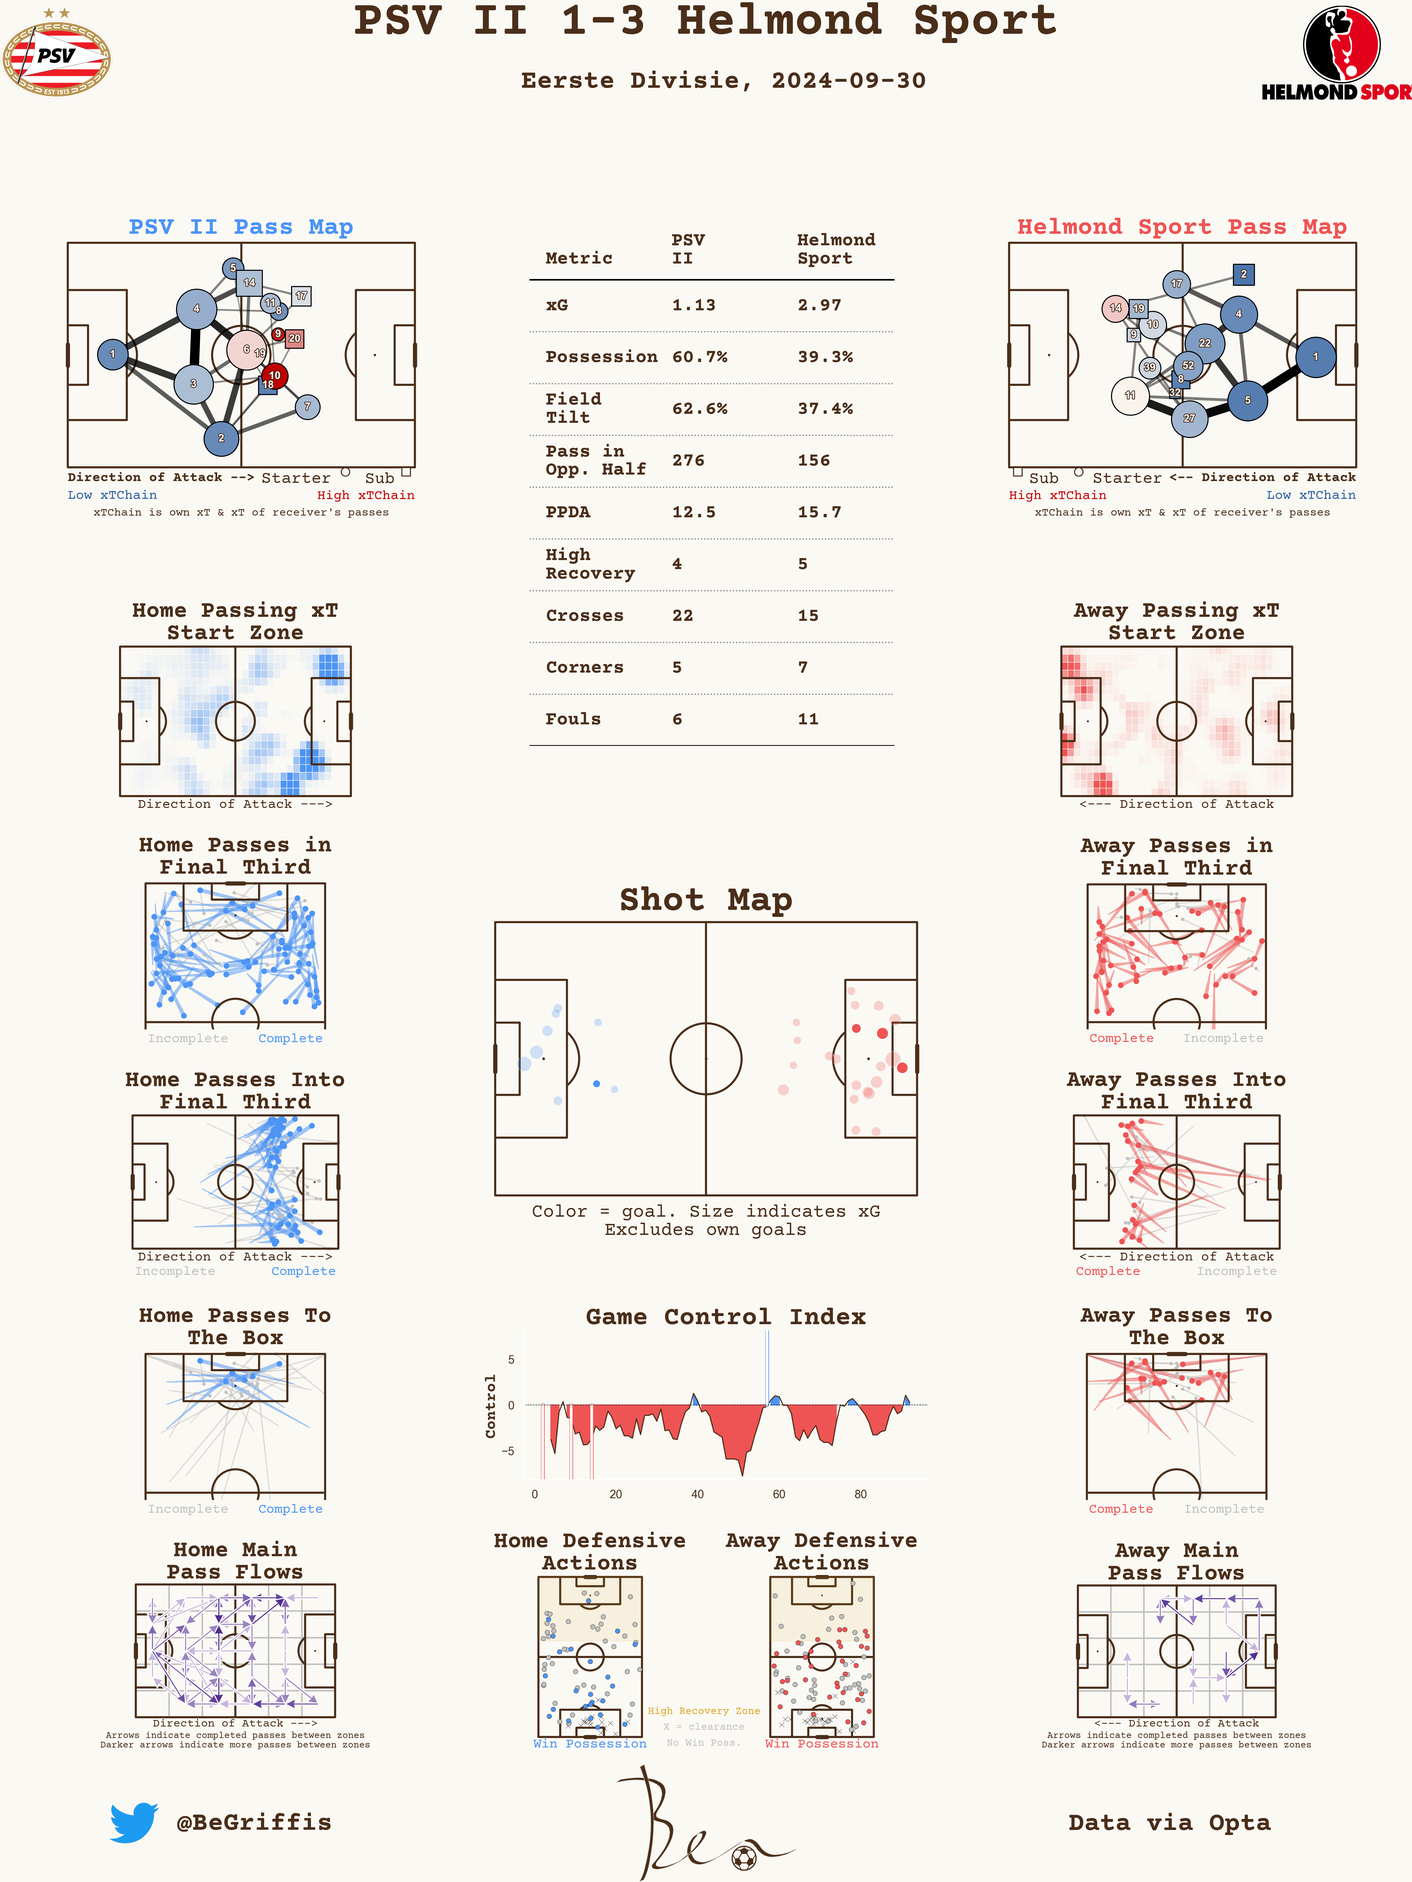 PSV II 1-3 Helmond Sport
Eerste Divisie, 2024-09-30
PSV
EST 1913
HELMOND SPOR
PSV II Pass Map
5
14
17
4
11
8
9
20
6
19
1
10
3
18
7
2
Direction of Attack --> Starter Sub
Low xTChain High xTChain
xTChain is own xT & xT of receiver's passes
Metric PSV II Helmond Sport
xG 1.13 2.97
Possession 60.7% 39.3%
Field Tilt 62.6% 37.4%
Pass in Opp. Half 276 156
PPDA 12.5 15.7
High Recovery 4 5
Crosses 22 15
Corners 5 7
Fouls 6 11
Helmond Sport Pass Map
2
17
14
19
4
10
9
22
1
39
52
8
32
11
5
27
Sub Starter <-- Direction of Attack
High xTChain Low xTChain
xTChain is own xT & xT of receiver's passes
Home Passing xT
Start Zone
Direction of Attack --->
Away Passing xT
Start Zone
<--- Direction of Attack
Home Passes in
Final Third
Incomplete Complete
Away Passes in
Final Third
Complete Incomplete
Shot Map
Color = goal. Size indicates xG
Excludes own goals
Home Passes Into
Final Third
Direction of Attack --->
Incomplete Complete
Away Passes Into
Final Third
<--- Direction of Attack
Complete Incomplete
Home Passes To
The Box
Incomplete Complete
Game Control Index
Control
5
0
−5
0 20 40 60 80
Away Passes To
The Box
Complete Incomplete
Home Main
Pass Flows
Direction of Attack --->
Arrows indicate completed passes between zones
Darker arrows indicate more passes between zones
Home Defensive
Actions
Win Possession
High Recovery Zone
X = clearance
No Win Poss.
Away Defensive
Actions
Win Possession
Away Main
Pass Flows
<--- Direction of Attack
Arrows indicate completed passes between zones
Darker arrows indicate more passes between zones
@BeGriffis
Ben
Data via Opta